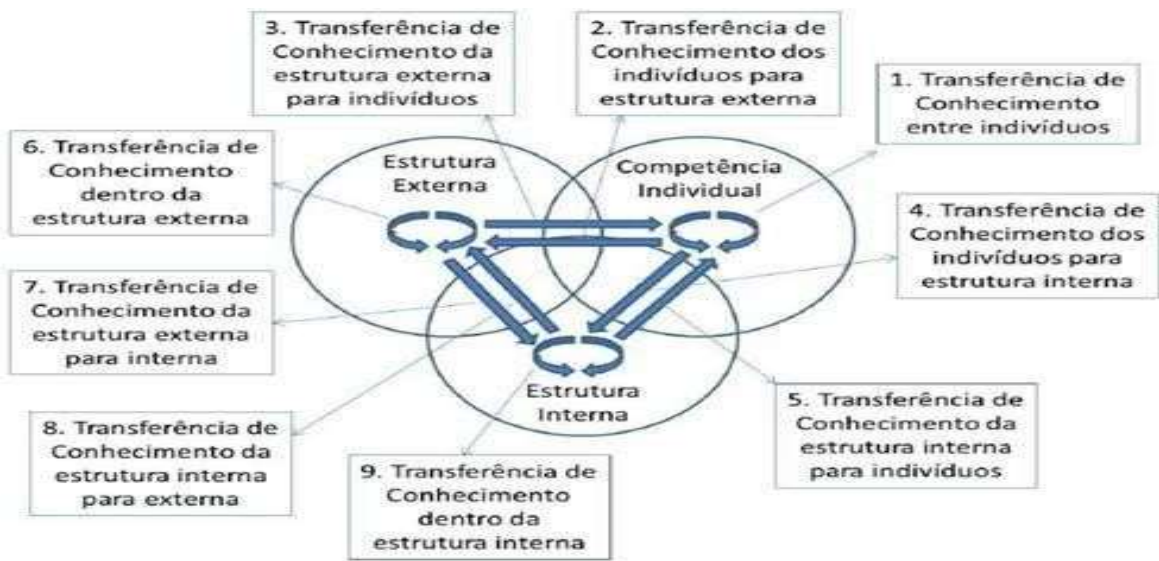 3. Transferência de
Conhecimento da
estrutura externa
para indivíduos
2. Transferência de
Conhecimento dos
indivíduos para
estrutura externa
1. Transferência de
Conhecimento
entre indivíduos
6. Transferência de
Conhecimento
dentro da
estrutura externa
Estrutura
Externa
Competência
Individual
4. Transferência de
Conhecimento dos
indivíduos para
estrutura interna
7. Transferência de
Conhecimento da
estrutura externa
para interna
Estrutura
Interna
5. Transferência de
Conhecimento da
estrutura interna
para indivíduos
8. Transferência de
Conhecimento da
estrutura interna
para externa
9. Transferência de
Conhecimento
dentro da
estrutura interna